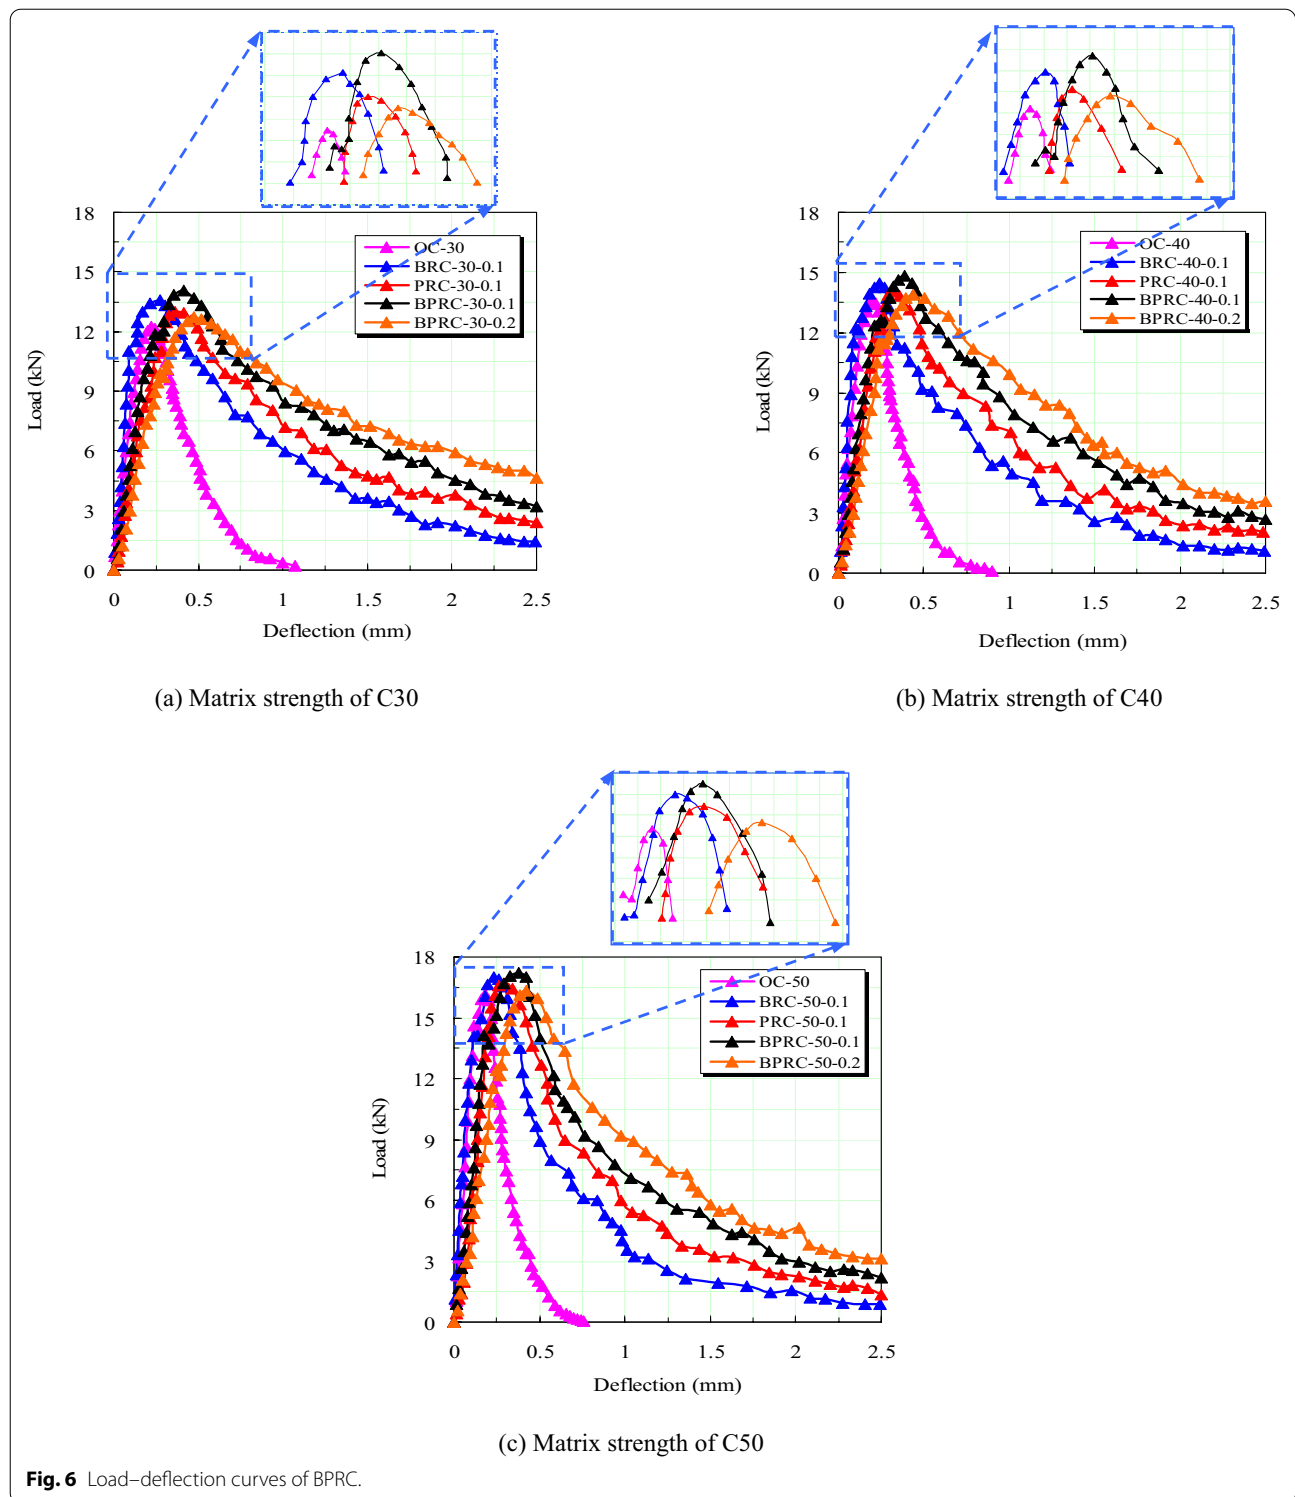 18
15
12
9
6
3
0
Load (kN)
OC-30
BRC-30-0.1
PRC-30-0.1
BPRC-30-0.1
BPRC-30-0.2
0 0.5 1 1.5 2 2.5
Deflection (mm)
(a) Matrix strength of C30
18
15
12
9
6
3
0
Load (kN)
OC-40
BRC-40-0.1
PRC-40-0.1
BPRC-40-0.1
BPRC-40-0.2
0 0.5 1 1.5 2 2.5
Deflection (mm)
(b) Matrix strength of C40
18
15
12
9
6
3
0
Load (kN)
OC-50
BRC-50-0.1
PRC-50-0.1
BPRC-50-0.1
BPRC-50-0.2
0 0.5 1 1.5 2 2.5
Deflection (mm)
(c) Matrix strength of C50
Fig. 6 Load–deflection curves of BPRC.